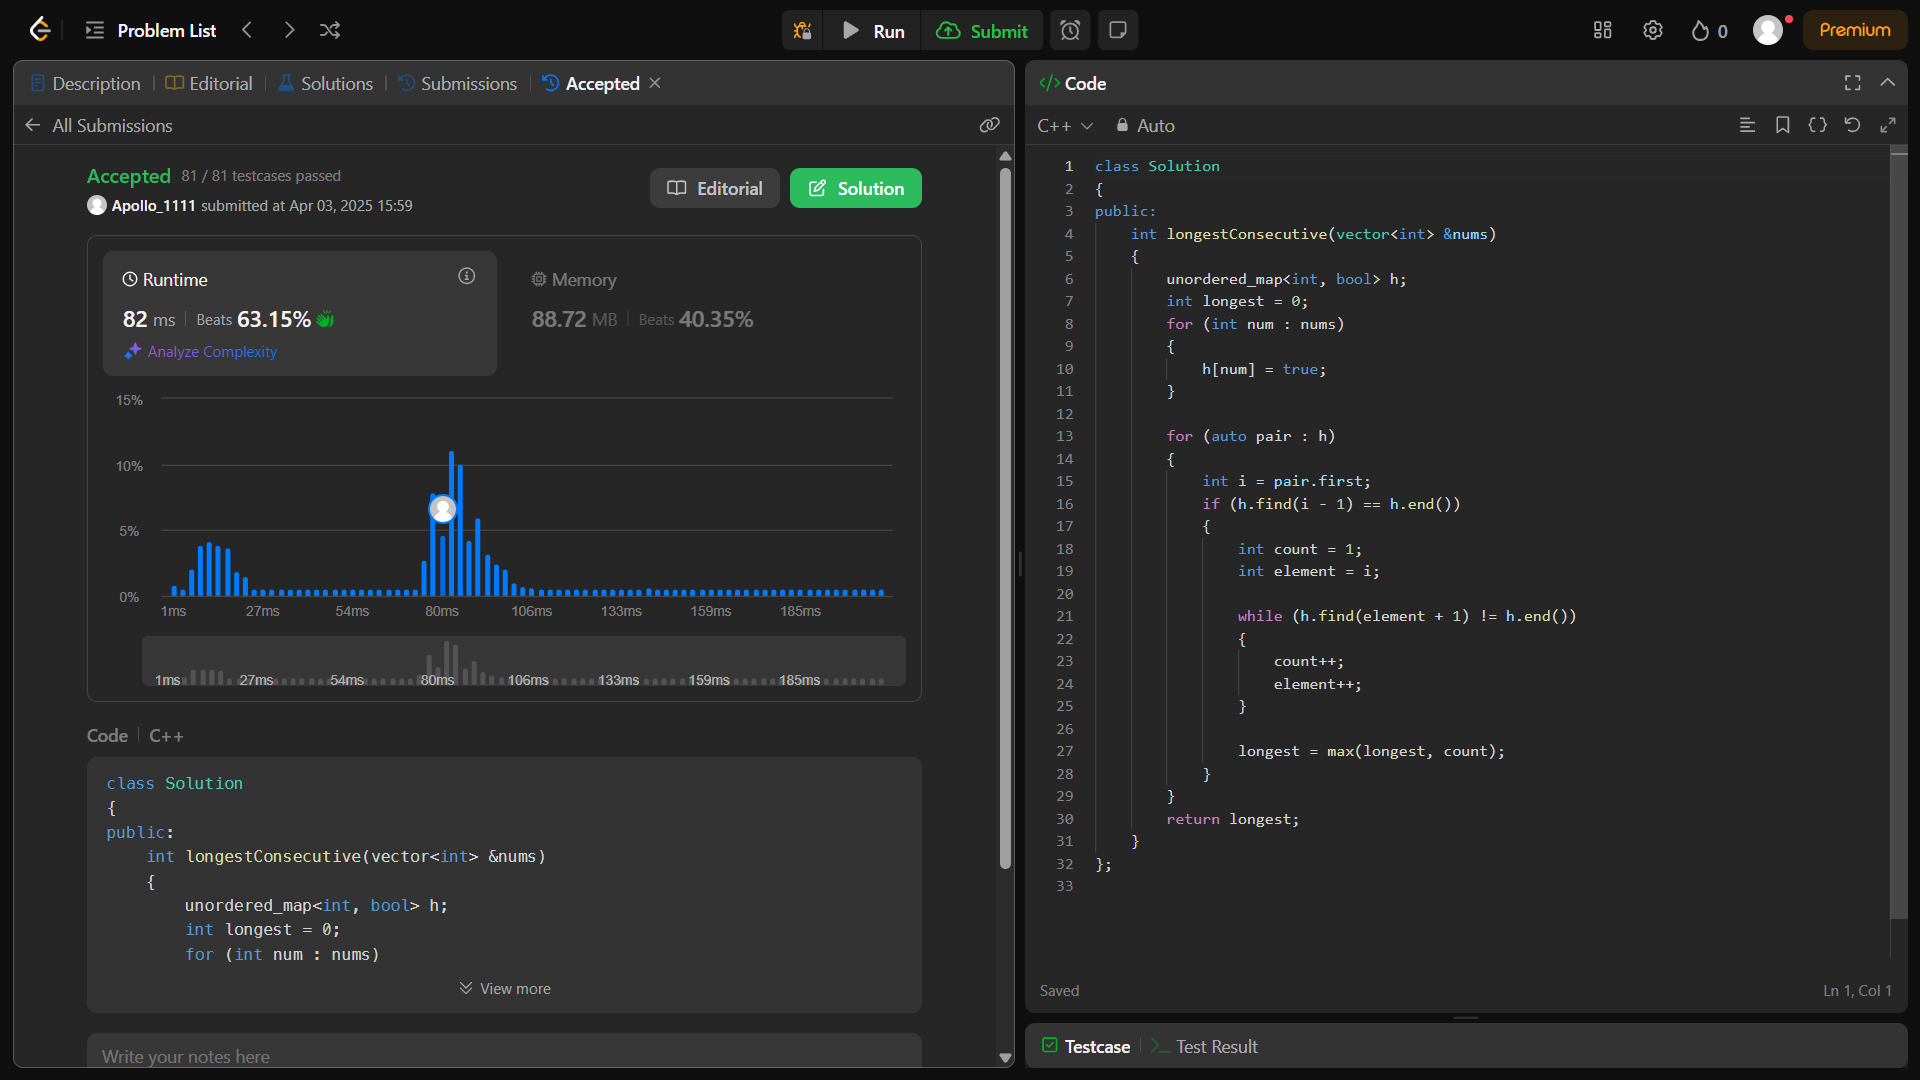 Problem List
Run
Submit
0
Premium
Description
Editorial
Solutions
Submissions
Accepted
All Submissions
Accepted 81 / 81 testcases passed
Apollo_1111 submitted at Apr 03, 2025 15:59
Editorial
Solution
Runtime
82 ms
Beats 63.15%
Analyze Complexity
Memory
88.72 MB
Beats 40.35%
15%
10%
5%
0%
1ms 27ms 54ms 80ms 106ms 133ms 159ms 185ms
1ms 27ms 54ms 80ms 106ms 133ms 159ms 185ms
Code C++
class Solution
{
public:
    int longestConsecutive(vector<int> &nums)
    {
        unordered_map<int, bool> h;
        int longest = 0;
        for (int num : nums)
View more
Write your notes here
</> Code
C++ Auto
1 class Solution
2 {
3 public:
4     int longestConsecutive(vector<int> &nums)
5     {
6         unordered_map<int, bool> h;
7         int longest = 0;
8         for (int num : nums)
9         {
10             h[num] = true;
11         }
12
13         for (auto pair : h)
14         {
15             int i = pair.first;
16             if (h.find(i - 1) == h.end())
17             {
18                 int count = 1;
19                 int element = i;
20
21                 while (h.find(element + 1) != h.end())
22                 {
23                     count++;
24                     element++;
25                 }
26
27                 longest = max(longest, count);
28             }
29         }
30         return longest;
31     }
32 };
33
Saved
Ln 1, Col 1
Testcase
Test Result